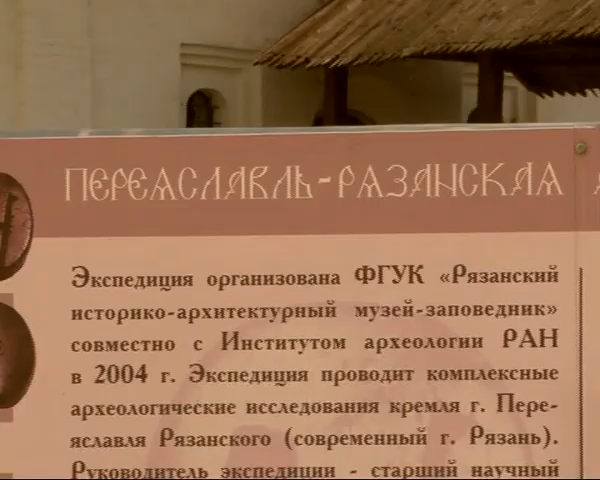 ПЕРЕЯСЛАВЛЬ-РЯЗАНСКАЯ
Экспедиция организована ФГУК «Рязанский
историко-архитектурный музей-заповедник»
совместно с Институтом археологии РАН
в 2004 г. Экспедиция проводит комплексные
археологические исследования кремля г. Пере-
яславля Рязанского (современный г. Рязань).
Руководитель экспедиции - старший научный